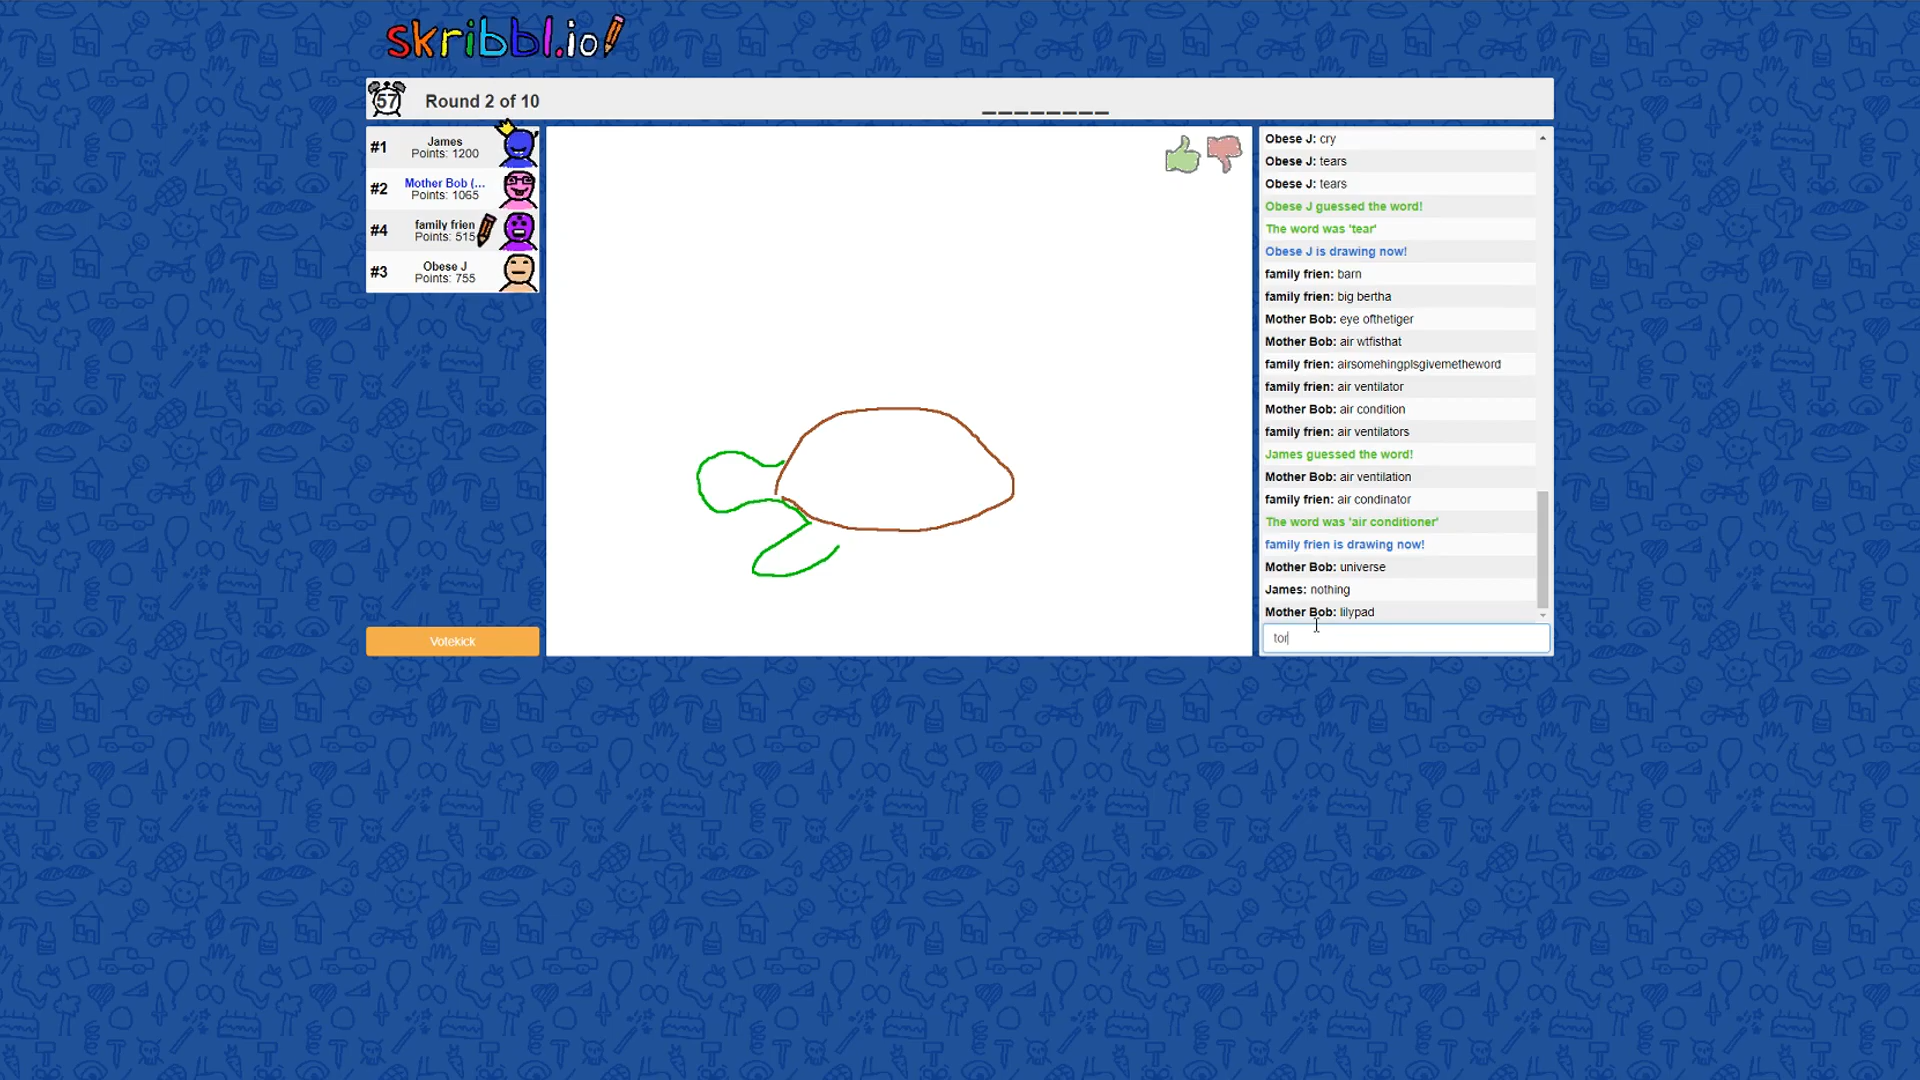 skribbl.io
57
Round 2 of 10
________
#1
James
Points: 1200
#2
Mother Bob (...
Points: 1065
#4
family frien
Points: 515
#3
Obese J
Points: 755
Votekick
Obese J: cry
Obese J: tears
Obese J: tears
Obese J guessed the word!
The word was 'tear'
Obese J is drawing now!
family frien: barn
family frien: big bertha
Mother Bob: eye ofthetiger
Mother Bob: air wtfisthat
family frien: airsomehingplsgivemetheword
family frien: air ventilator
Mother Bob: air condition
family frien: air ventilators
James guessed the word!
Mother Bob: air ventilation
family frien: air condinator
The word was 'air conditioner'
family frien is drawing now!
Mother Bob: universe
James: nothing
Mother Bob: lilypad
tor